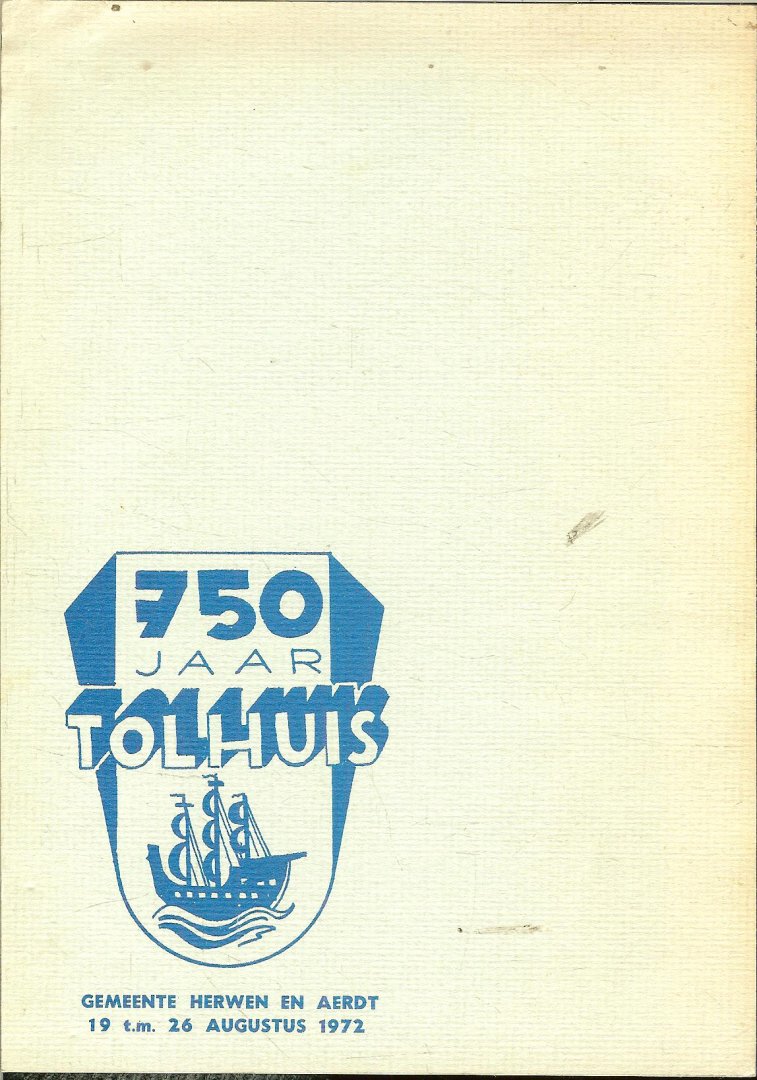 750
JAAR
TOLHUIS
GEMEENTE HERWEN EN AERDT
19 t.m. 26 AUGUSTUS 1972